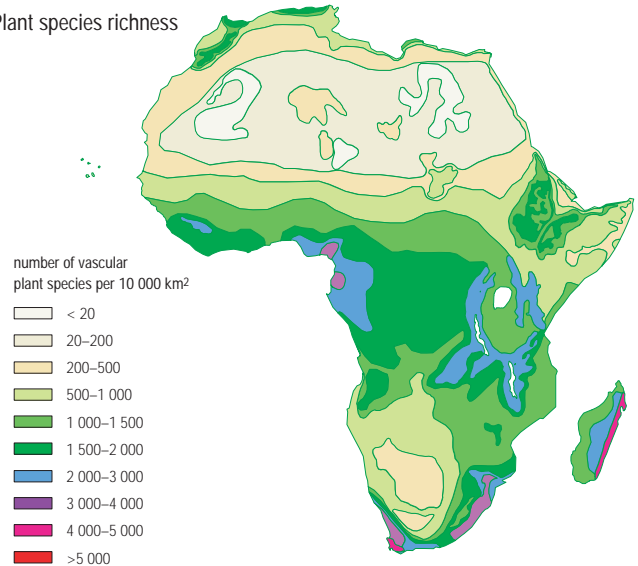 Plant species richness
number of vascular
plant species per 10 000 km2
< 20
20–200
200–500
500–1 000
1 000–1 500
1 500–2 000
2 000–3 000
3 000–4 000
4 000–5 000
>5 000